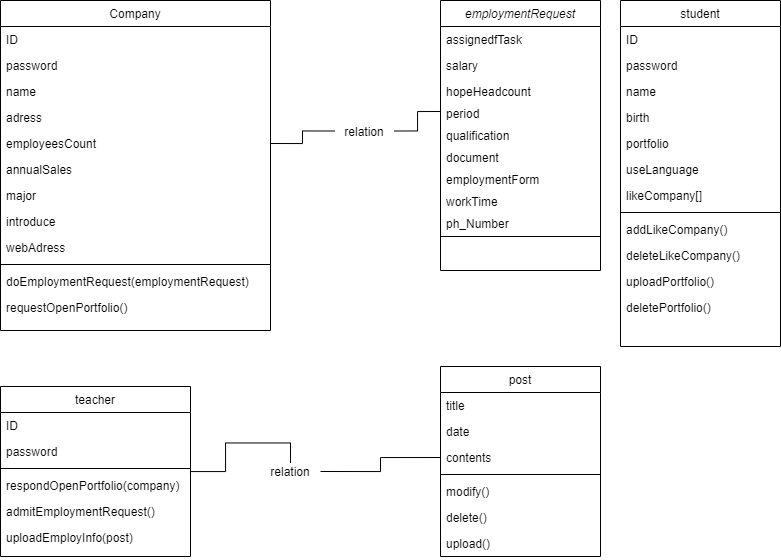 Company
ID
password
name
adress
employeesCount
annualSales
major
introduce
webAdress
doEmploymentRequest(employmentRequest)
requestOpenPortfolio()
relation
employmentRequest
assignedfTask
salary
hopeHeadcount
period
qualification
document
employmentForm
workTime
ph_Number
student
ID
password
name
birth
portfolio
useLanguage
likeCompany[]
addLikeCompany()
deleteLikeCompany()
uploadPortfolio()
deletePortfolio()
teacher
ID
password
respondOpenPortfolio(company)
admitEmploymentRequest()
uploadEmployInfo(post)
relation
post
title
date
contents
modify()
delete()
upload()